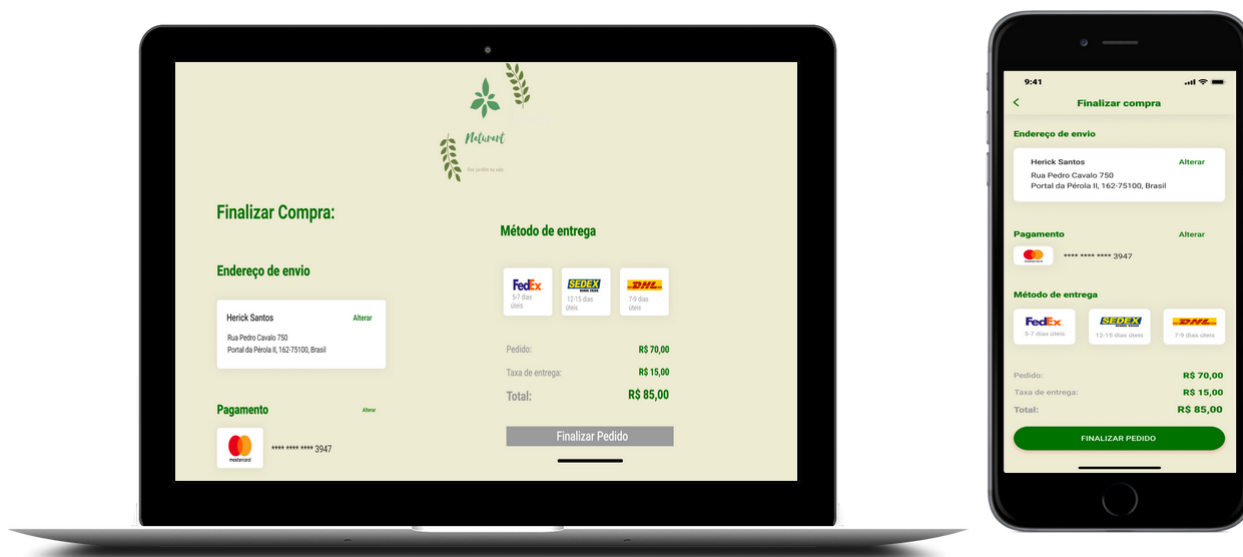 Naturart
Seu jardim na sala
Finalizar Compra:
Endereço de envio
Herick Santos
Alterar
Rua Pedro Cavalo 750
Portal da Pérola II, 162-75100, Brasil
Pagamento
Alterar
mastercard
**** **** **** 3947
Método de entrega
FedEx
5-7 dias
úteis
SEDEX
12-15 dias
úteis
DHL
7-9 dias
úteis
Pedido:
R$ 70,00
Taxa de entrega:
R$ 15,00
Total:
R$ 85,00
Finalizar Pedido
9:41
Finalizar compra
Endereço de envio
Herick Santos
Alterar
Rua Pedro Cavalo 750
Portal da Pérola II, 162-75100, Brasil
Pagamento
Alterar
mastercard
**** **** **** 3947
Método de entrega
FedEx
5-7 dias úteis
SEDEX
12-15 dias úteis
DHL
7-9 dias úteis
Pedido:
R$ 70,00
Taxa de entrega:
R$ 15,00
Total:
R$ 85,00
FINALIZAR PEDIDO